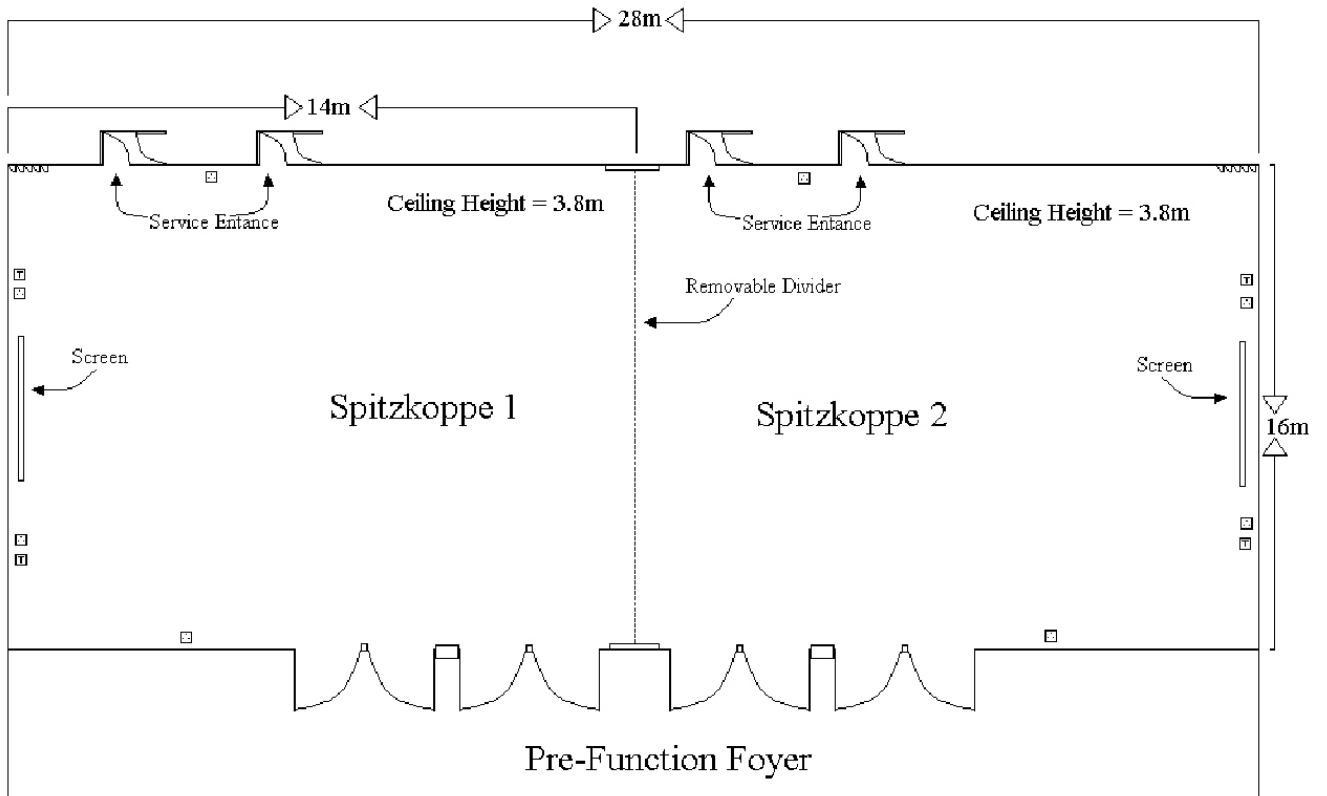 28m
14m
Ceiling Height = 3.8m
Service Entance
Ceiling Height = 3.8m
Service Entance
Removable Divider
Screen
Screen
Spitzkoppe 1
Spitzkoppe 2
16m
T
T
T
T
Pre-Function Foyer